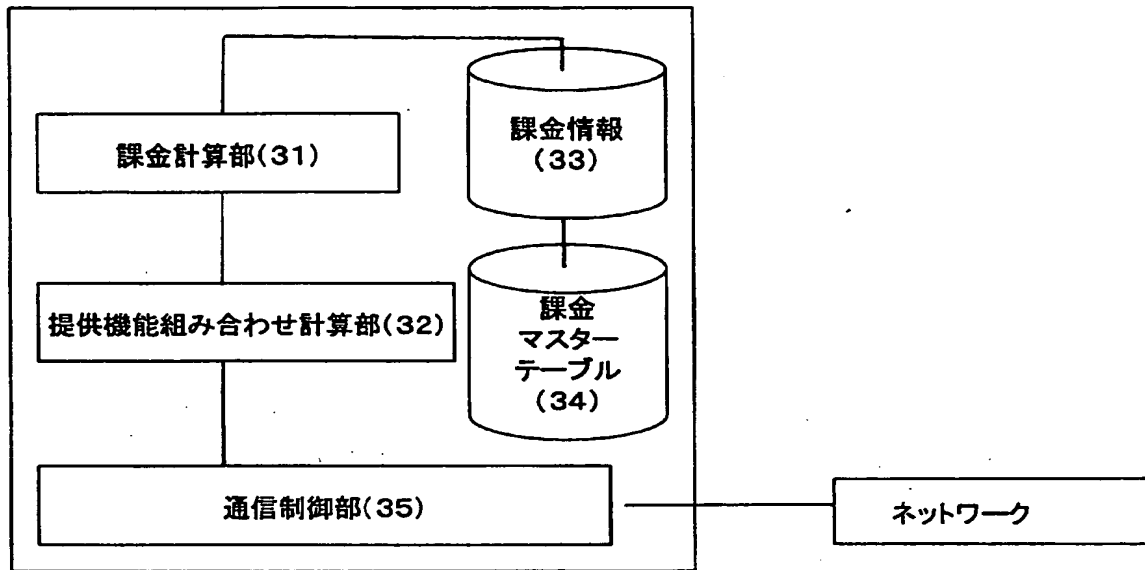 課金計算部(31)
課金情報
(33)
提供機能組み合わせ計算部(32)
課金
マスター
テーブル
(34)
通信制御部(35)
ネットワーク